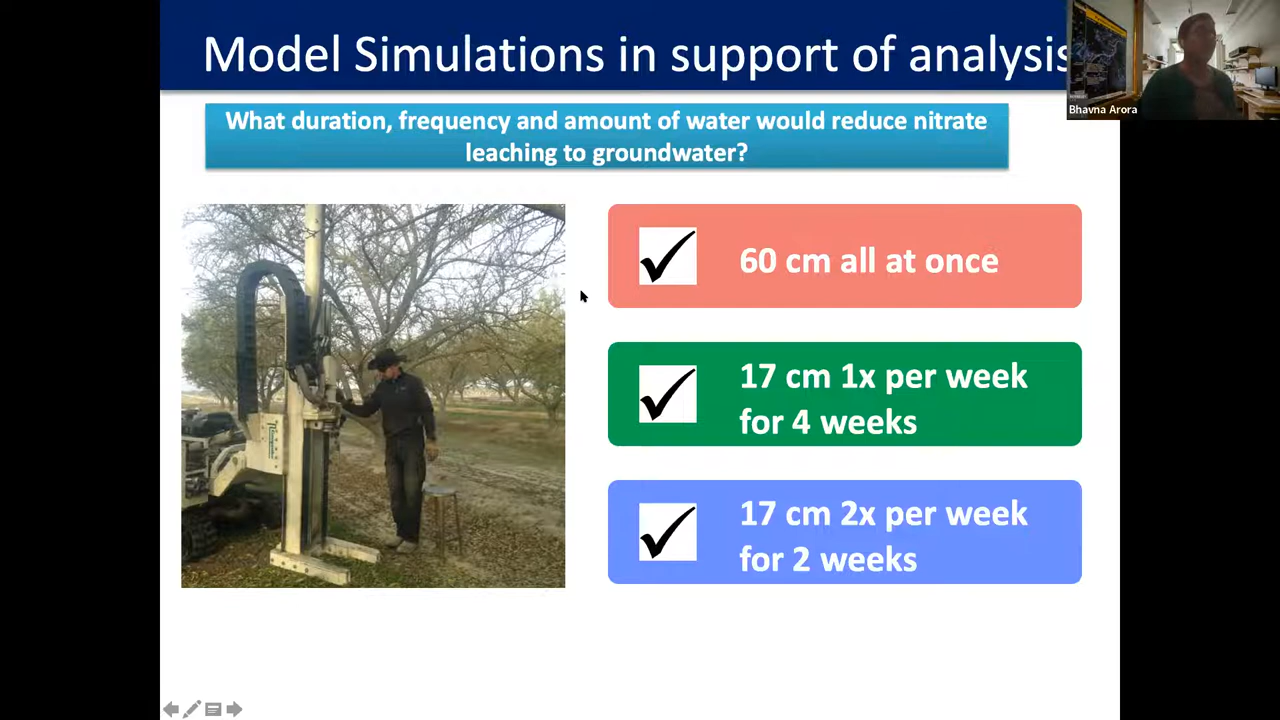 Model Simulations in support of analysis
Bhavna Arora
What duration, frequency and amount of water would reduce nitrate
leaching to groundwater?
60 cm all at once
17 cm 1x per week
for 4 weeks
17 cm 2x per week
for 2 weeks